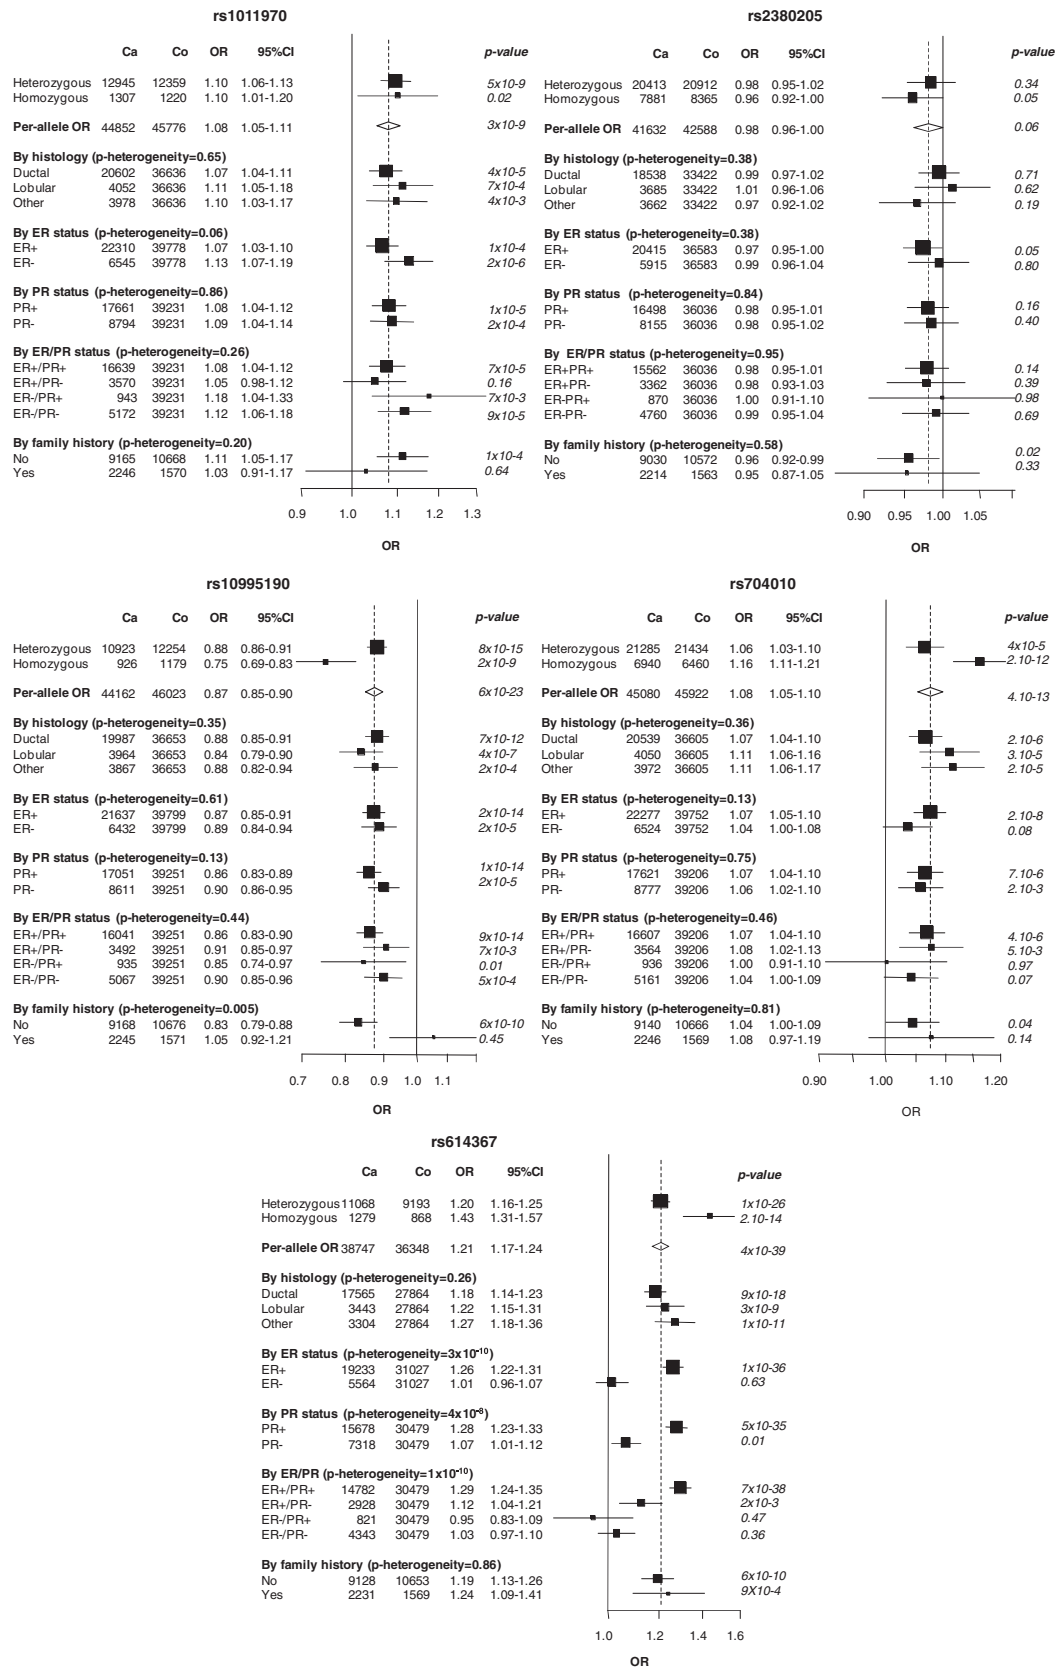 rs1011970
Ca Co OR 95%CI p-value
Heterozygous 12945 12359 1.10 1.06-1.13 5x10-9
Homozygous 1307 1220 1.10 1.01-1.20 0.02
Per-allele OR 44852 45776 1.08 1.05-1.11 3x10-9
By histology (p-heterogeneity=0.65)
Ductal 20602 36636 1.07 1.04-1.11 4x10-5
Lobular 4052 36636 1.11 1.05-1.18 7x10-4
Other 3978 36636 1.10 1.03-1.17 4x10-3
By ER status (p-heterogeneity=0.06)
ER+ 22310 39778 1.07 1.03-1.10 1x10-4
ER- 6545 39778 1.13 1.07-1.19 2x10-6
By PR status (p-heterogeneity=0.86)
PR+ 17661 39231 1.08 1.04-1.12 1x10-5
PR- 8794 39231 1.09 1.04-1.14 2x10-4
By ER/PR status (p-heterogeneity=0.26)
ER+/PR+ 16639 39231 1.08 1.04-1.12 7x10-5
ER+/PR- 3570 39231 1.05 0.98-1.12 0.16
ER-/PR+ 943 39231 1.18 1.04-1.33 7x10-3
ER-/PR- 5172 39231 1.12 1.06-1.18 9x10-5
By family history (p-heterogeneity=0.20)
No 9165 10668 1.11 1.05-1.17 1x10-4
Yes 2246 1570 1.03 0.91-1.17 0.64
0.9 1.0 1.1 1.2 1.3
OR
rs2380205
Ca Co OR 95%CI p-value
Heterozygous 20413 20912 0.98 0.95-1.02 0.34
Homozygous 7881 8365 0.96 0.92-1.00 0.05
Per-allele OR 41632 42588 0.98 0.96-1.00 0.06
By histology (p-heterogeneity=0.38)
Ductal 18538 33422 0.99 0.97-1.02 0.71
Lobular 3685 33422 1.01 0.96-1.06 0.62
Other 3662 33422 0.97 0.92-1.02 0.19
By ER status (p-heterogeneity=0.38)
ER+ 20415 36583 0.97 0.95-1.00 0.05
ER- 5915 36583 0.99 0.96-1.04 0.80
By PR status (p-heterogeneity=0.84)
PR+ 16498 36036 0.98 0.95-1.01 0.16
PR- 8155 36036 0.98 0.95-1.02 0.40
By ER/PR status (p-heterogeneity=0.95)
ER+PR+ 15562 36036 0.98 0.95-1.01 0.14
ER+PR- 3362 36036 0.98 0.93-1.03 0.39
ER-PR+ 870 36036 1.00 0.91-1.10 0.98
ER-PR- 4760 36036 0.99 0.95-1.04 0.69
By family history (p-heterogeneity=0.58)
No 9030 10572 0.96 0.92-0.99 0.02
Yes 2214 1563 0.95 0.87-1.05 0.33
0.90 0.95 1.00 1.05
OR
rs10995190
Ca Co OR 95%CI p-value
Heterozygous 10923 12254 0.88 0.86-0.91 8x10-15
Homozygous 926 1179 0.75 0.69-0.83 2x10-9
Per-allele OR 44162 46023 0.87 0.85-0.90 6x10-23
By histology (p-heterogeneity=0.35)
Ductal 19987 36653 0.88 0.85-0.91 7x10-12
Lobular 3964 36653 0.84 0.79-0.90 4x10-7
Other 3867 36653 0.88 0.82-0.94 2x10-4
By ER status (p-heterogeneity=0.61)
ER+ 21637 39799 0.87 0.85-0.91 2x10-14
ER- 6432 39799 0.89 0.84-0.94 2x10-5
By PR status (p-heterogeneity=0.13)
PR+ 17051 39251 0.86 0.83-0.89 1x10-14
PR- 8611 39251 0.90 0.86-0.95 2x10-5
By ER/PR status (p-heterogeneity=0.44)
ER+/PR+ 16041 39251 0.86 0.83-0.90 9x10-14
ER+/PR- 3492 39251 0.91 0.85-0.97 7x10-3
ER-/PR+ 935 39251 0.85 0.74-0.97 0.01
ER-/PR- 5067 39251 0.90 0.85-0.96 5x10-4
By family history (p-heterogeneity=0.005)
No 9168 10676 0.83 0.79-0.88 6x10-10
Yes 2245 1571 1.05 0.92-1.21 0.45
0.7 0.8 0.9 1.0 1.1
OR
rs704010
Ca Co OR 95%CI p-value
Heterozygous 21285 21434 1.06 1.03-1.10 4x10-5
Homozygous 6940 6460 1.16 1.11-1.21 2.10-12
Per-allele OR 45080 45922 1.08 1.05-1.10 4.10-13
By histology (p-heterogeneity=0.36)
Ductal 20539 36605 1.07 1.04-1.10 2.10-6
Lobular 4050 36605 1.11 1.06-1.16 3.10-5
Other 3972 36605 1.11 1.06-1.17 2.10-5
By ER status (p-heterogeneity=0.13)
ER+ 22277 39752 1.07 1.05-1.10 2.10-8
ER- 6524 39752 1.04 1.00-1.08 0.08
By PR status (p-heterogeneity=0.75)
PR+ 17621 39206 1.07 1.04-1.10 7.10-6
PR- 8777 39206 1.06 1.02-1.10 2.10-3
By ER/PR status (p-heterogeneity=0.46)
ER+/PR+ 16607 39206 1.07 1.04-1.10 4.10-6
ER+/PR- 3564 39206 1.08 1.02-1.13 5.10-3
ER-/PR+ 936 39206 1.00 0.91-1.10 0.97
ER-/PR- 5161 39206 1.04 1.00-1.09 0.07
By family history (p-heterogeneity=0.81)
No 9140 10666 1.04 1.00-1.09 0.04
Yes 2246 1569 1.08 0.97-1.19 0.14
0.90 1.00 1.10 1.20
OR
rs614367
Ca Co OR 95%CI p-value
Heterozygous 11068 9193 1.20 1.16-1.25 1x10-26
Homozygous 1279 868 1.43 1.31-1.57 2.10-14
Per-allele OR 38747 36348 1.21 1.17-1.24 4x10-39
By histology (p-heterogeneity=0.26)
Ductal 17565 27864 1.18 1.14-1.23 9x10-18
Lobular 3443 27864 1.22 1.15-1.31 3x10-9
Other 3304 27864 1.27 1.18-1.36 1x10-11
By ER status (p-heterogeneity=3x10-10)
ER+ 19233 31027 1.26 1.22-1.31 1x10-36
ER- 5564 31027 1.01 0.96-1.07 0.63
By PR status (p-heterogeneity=4x10-8)
PR+ 15678 30479 1.28 1.23-1.33 5x10-35
PR- 7318 30479 1.07 1.01-1.12 0.01
By ER/PR (p-heterogeneity=1x10-10)
ER+/PR+ 14782 30479 1.29 1.24-1.35 7x10-38
ER+/PR- 2928 30479 1.12 1.04-1.21 2x10-3
ER-/PR+ 821 30479 0.95 0.83-1.09 0.47
ER-/PR- 4343 30479 1.03 0.97-1.10 0.36
By family history (p-heterogeneity=0.86)
No 9128 10653 1.19 1.13-1.26 6x10-10
Yes 2231 1569 1.24 1.09-1.41 9X10-4
1.0 1.2 1.4 1.6
OR